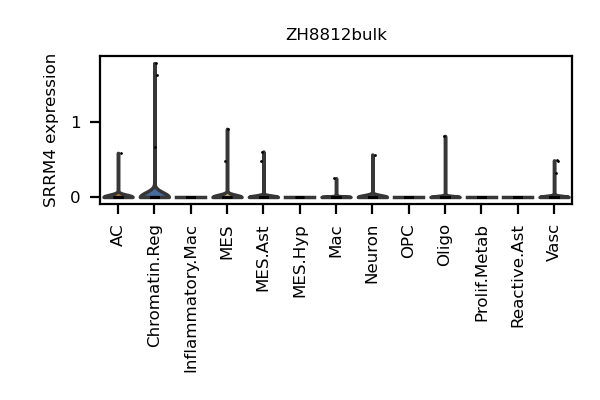 ZH8812bulk
SRRM4 expression
1
0
AC
Chromatin.Reg
Inflammatory.Mac
MES
MES.Ast
MES.Hyp
Mac
Neuron
OPC
Oligo
Prolif.Metab
Reactive.Ast
Vasc